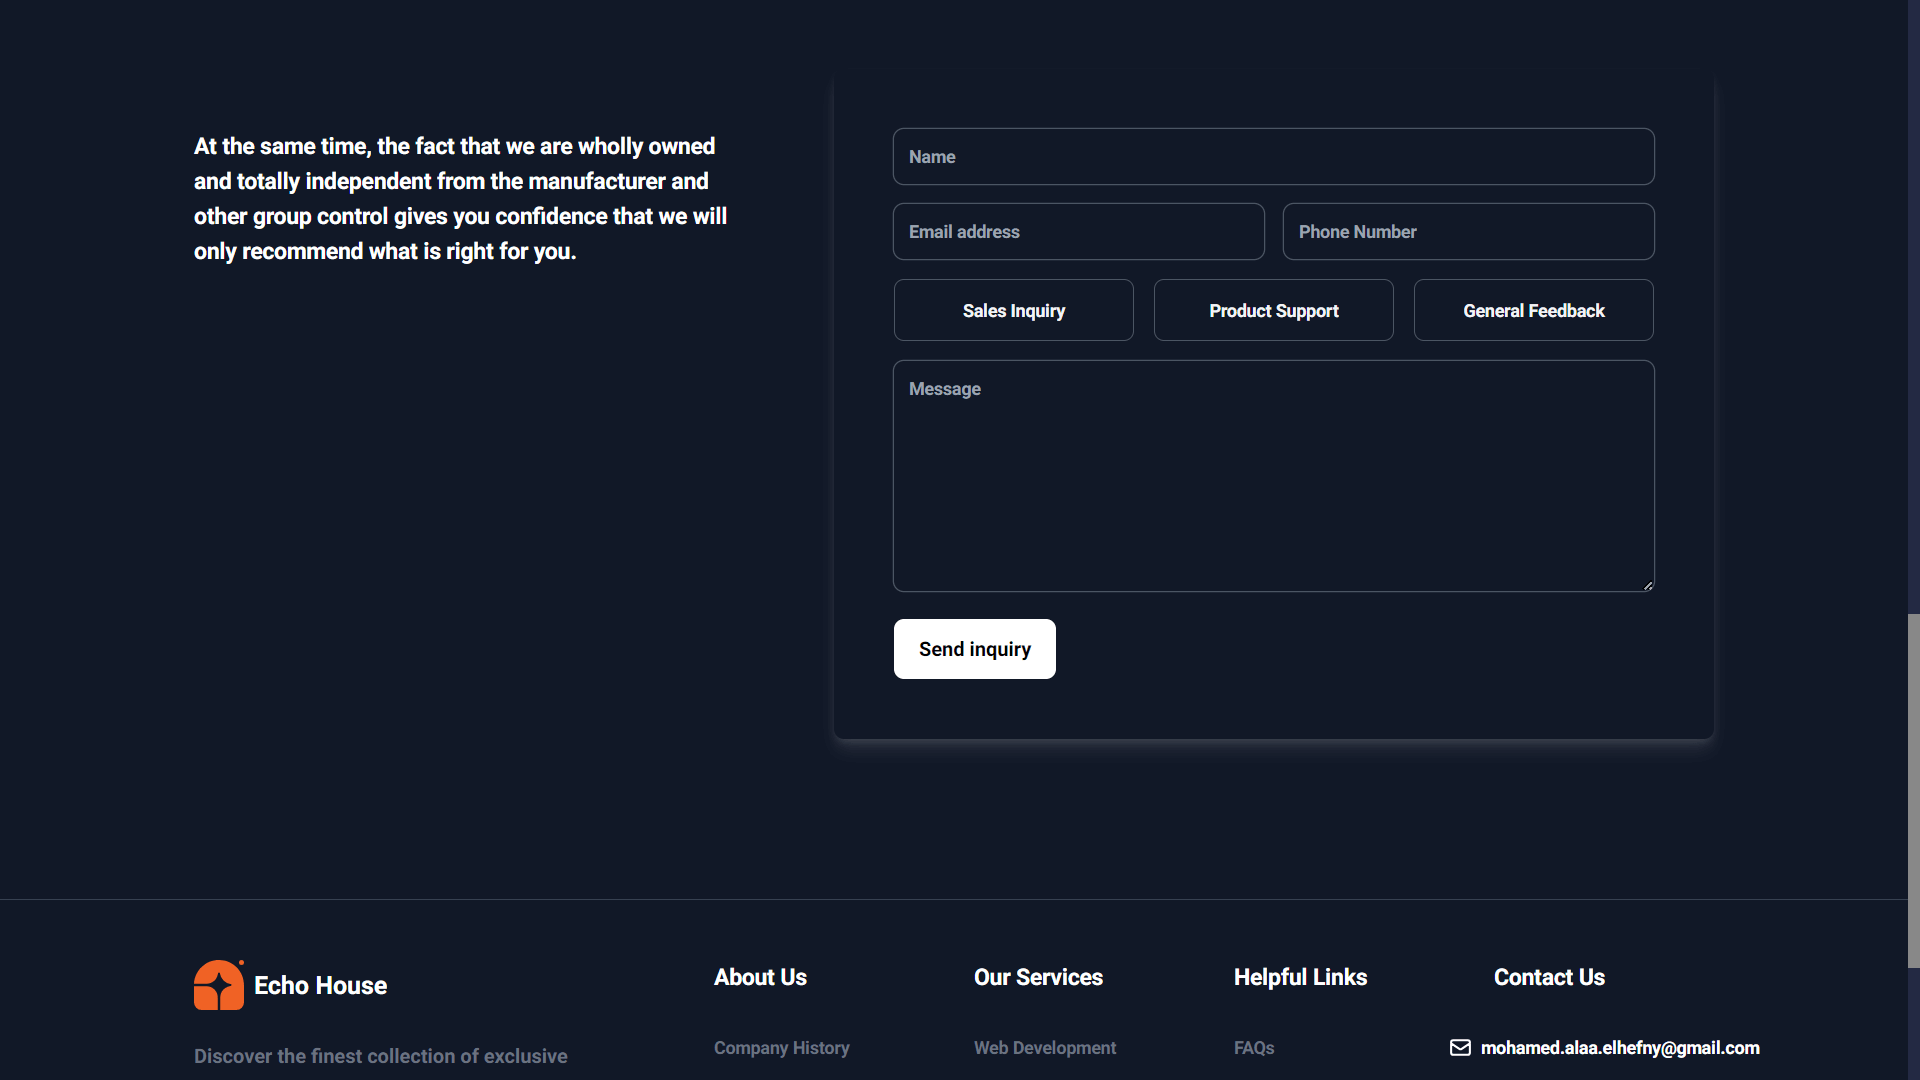 At the same time, the fact that we are wholly owned
and totally independent from the manufacturer and
other group control gives you confidence that we will
only recommend what is right for you.
Name
Email address
Phone Number
Sales Inquiry
Product Support
General Feedback
Message
Send inquiry
Echo House
Discover the finest collection of exclusive
About Us
Company History
Our Services
Web Development
Helpful Links
FAQs
Contact Us
mohamed.alaa.elhefny@gmail.com